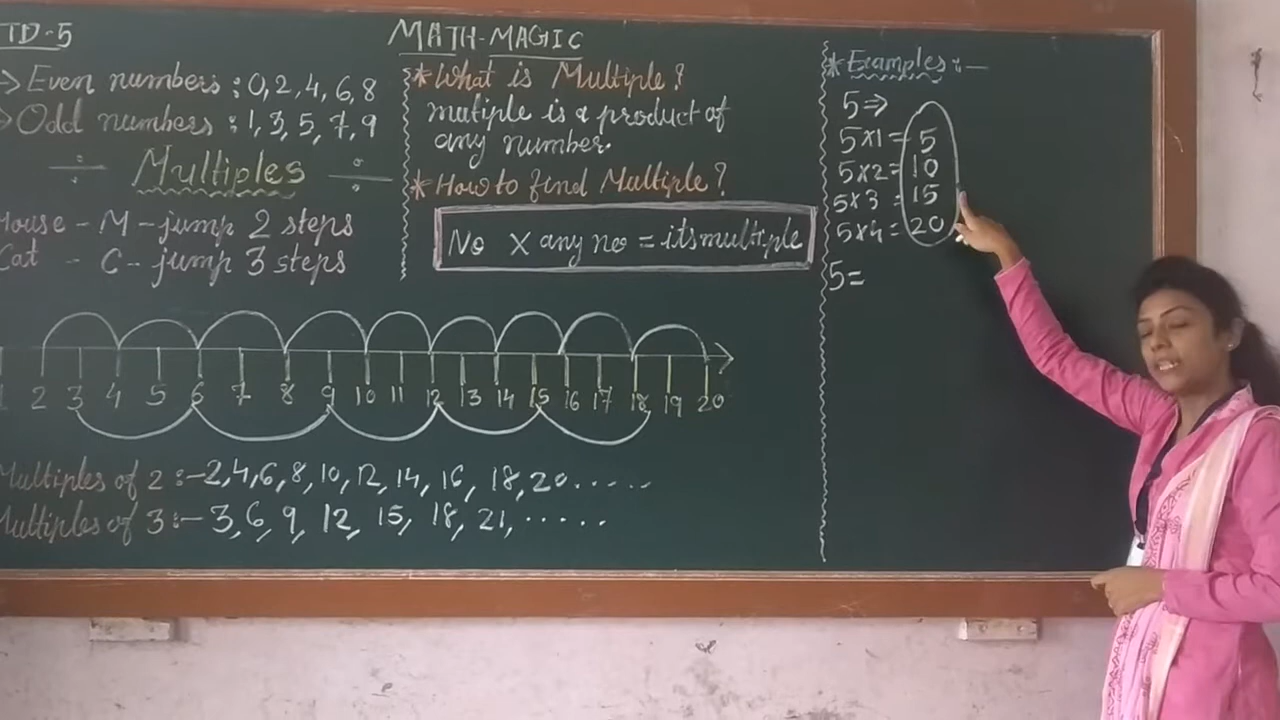 TD-5
→ Even numbers : 0, 2, 4, 6, 8
→ Odd numbers : 1, 3, 5, 7, 9
÷ Multiples ÷
Mouse - M - jump 2 steps
Cat - C - jump 3 steps
1 2 3 4 5 6 7 8 9 10 11 12 13 14 15 16 17 18 19 20
Multiples of 2 :- 2, 4, 6, 8, 10, 12, 14, 16, 18, 20.....
Multiples of 3 :- 3, 6, 9, 12, 15, 18, 21, ......
MATH-MAGIC
* What is Multiple?
mutiple is a product of
any number.
* How to find Multiple?
No X any no = its multiple
* Examples :-
5 ⇒
5x1 = 5
5x2 = 10
5x3 = 15
5x4 = 20
5=